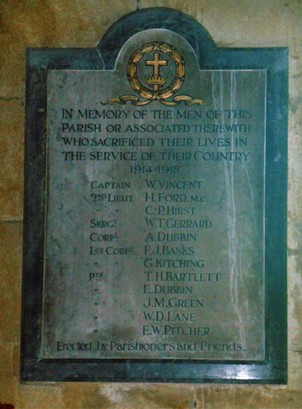 IN MEMORY OF THE MEN OF THIS
PARISH OR ASSOCIATED THEREWITH
WHO SACRIFICED THEIR LIVES IN
THE SERVICE OF THEIR COUNTRY
1914-1918
CAPTAIN W. VINCENT
2ND LIEUT H. FORD, M.C.
" " C.P. HIRST
SERGT W.T. GERRARD
CORPL A. DUBBIN
LCE CORPL F.J. BANKS
" " G. KITCHING
PTE T.H. BARTLETT
" E. DUBBIN
" J.M. GREEN
" W.D. LANE
" E.W. PITCHER
Erected by Parishioners and Friends.